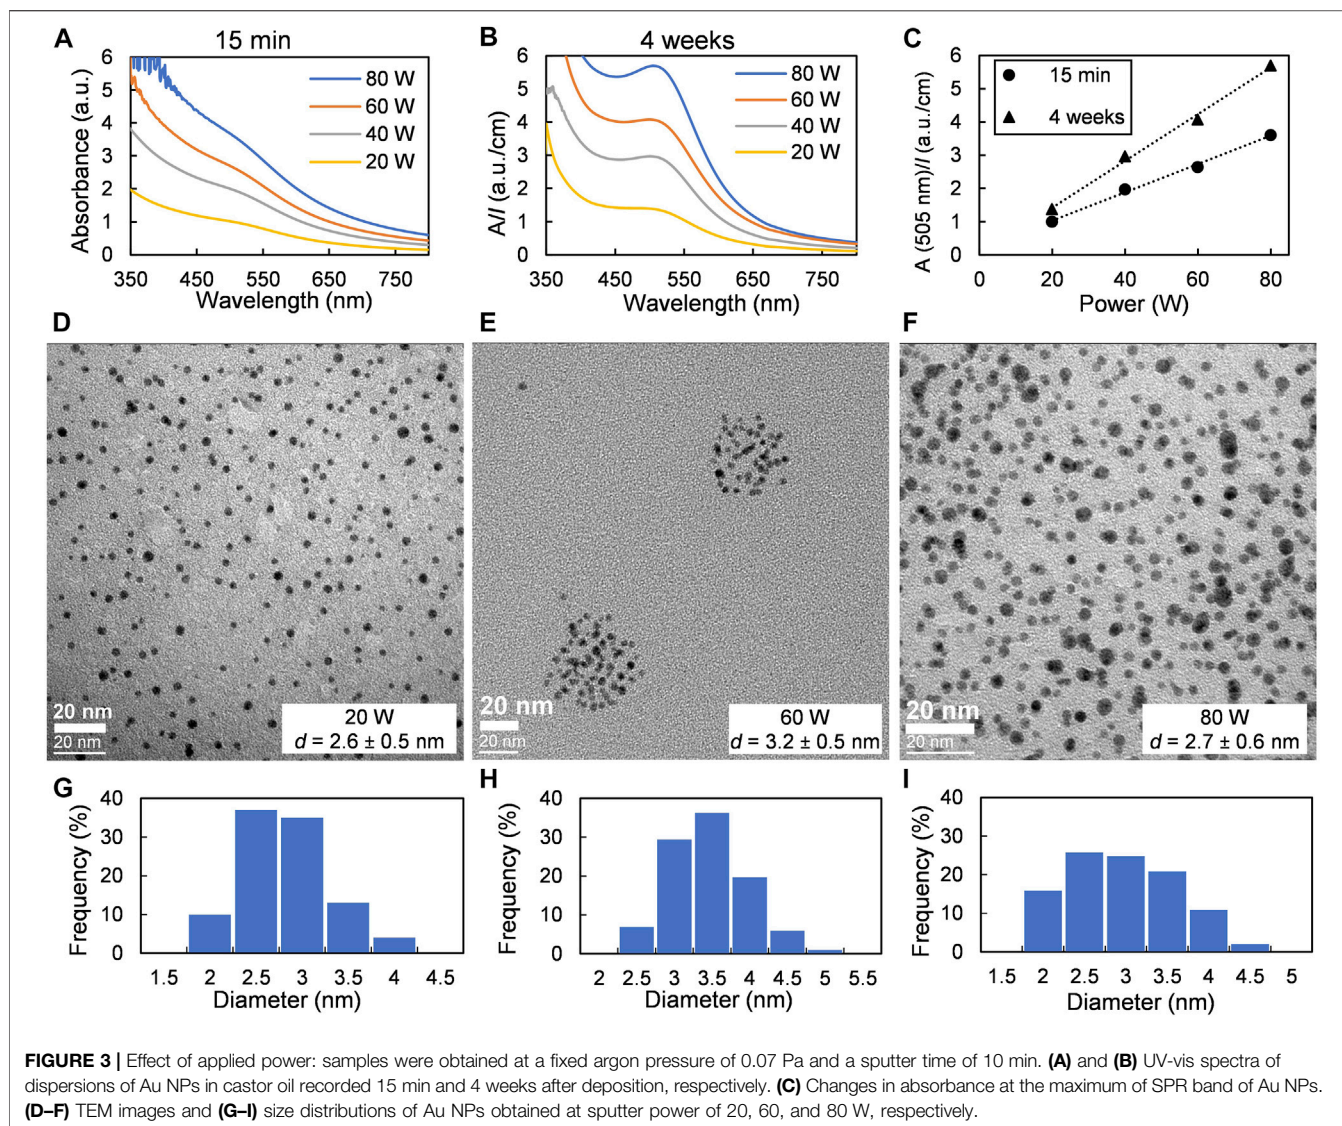 A
15 min
6
5
4
3
2
1
0
Absorbance (a.u.)
80 W
60 W
40 W
20 W
350 450 550 650 750
Wavelength (nm)
B
4 weeks
6
5
4
3
2
1
0
A/l (a.u./cm)
80 W
60 W
40 W
20 W
350 450 550 650 750
Wavelength (nm)
C
6
5
4
3
2
1
0
A (505 nm)/l (a.u./cm)
15 min
4 weeks
0 20 40 60 80
Power (W)
D
20 nm
20 nm
20 W
d = 2.6 ± 0.5 nm
E
20 nm
20 nm
60 W
d = 3.2 ± 0.5 nm
F
20 nm
20 nm
80 W
d = 2.7 ± 0.6 nm
G
40
30
20
10
0
Frequency (%)
1.5 2 2.5 3 3.5 4 4.5
Diameter (nm)
H
40
30
20
10
0
Frequency (%)
2 2.5 3 3.5 4 4.5 5 5.5
Diameter (nm)
I
40
30
20
10
0
Frequency (%)
1.5 2 2.5 3 3.5 4 4.5 5
Diameter (nm)
FIGURE 3 | Effect of applied power: samples were obtained at a fixed argon pressure of 0.07 Pa and a sputter time of 10 min. (A) and (B) UV-vis spectra of
dispersions of Au NPs in castor oil recorded 15 min and 4 weeks after deposition, respectively. (C) Changes in absorbance at the maximum of SPR band of Au NPs.
(D–F) TEM images and (G–I) size distributions of Au NPs obtained at sputter power of 20, 60, and 80 W, respectively.